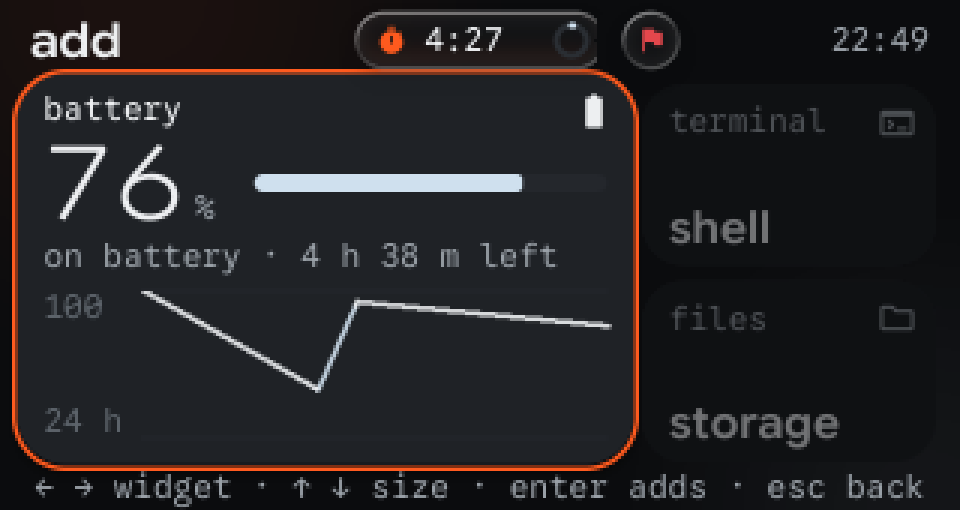 add 4:27 22:49
battery
76 %
on battery · 4 h 38 m left
100
24 h
terminal
shell
files
storage
← → widget · ↑ ↓ size · enter adds · esc back